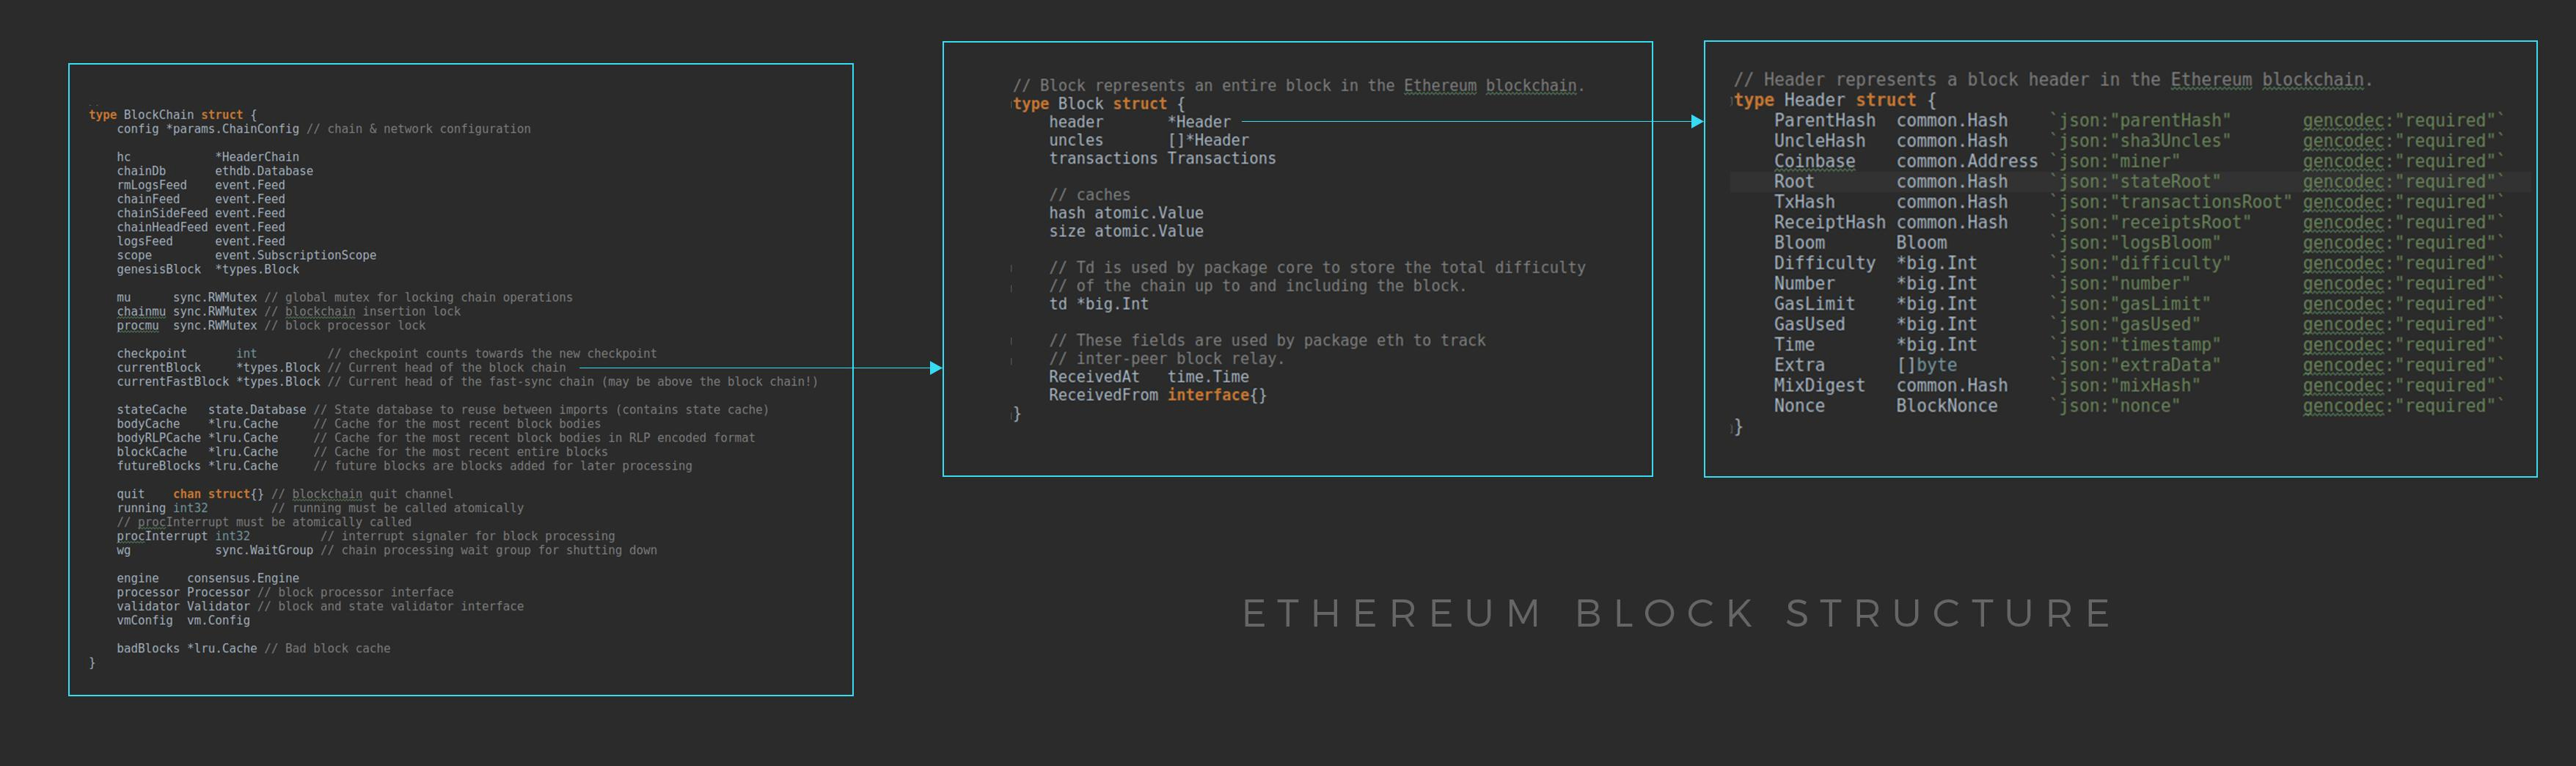 type BlockChain struct {
    config *params.ChainConfig // chain & network configuration

    hc            *HeaderChain
    chainDb       ethdb.Database
    rmLogsFeed    event.Feed
    chainFeed     event.Feed
    chainSideFeed event.Feed
    chainHeadFeed event.Feed
    logsFeed      event.Feed
    scope         event.SubscriptionScope
    genesisBlock  *types.Block

    mu      sync.RWMutex // global mutex for locking chain operations
    chainmu sync.RWMutex // blockchain insertion lock
    procmu  sync.RWMutex // block processor lock

    checkpoint       int          // checkpoint counts towards the new checkpoint
    currentBlock     *types.Block // Current head of the block chain
    currentFastBlock *types.Block // Current head of the fast-sync chain (may be above the block chain!)

    stateCache   state.Database // State database to reuse between imports (contains state cache)
    bodyCache    *lru.Cache     // Cache for the most recent block bodies
    bodyRLPCache *lru.Cache     // Cache for the most recent block bodies in RLP encoded format
    blockCache   *lru.Cache     // Cache for the most recent entire blocks
    futureBlocks *lru.Cache     // future blocks are blocks added for later processing

    quit    chan struct{} // blockchain quit channel
    running int32         // running must be called atomically
    // procInterrupt must be atomically called
    procInterrupt int32          // interrupt signaler for block processing
    wg            sync.WaitGroup // chain processing wait group for shutting down

    engine    consensus.Engine
    processor Processor // block processor interface
    validator Validator // block and state validator interface
    vmConfig  vm.Config

    badBlocks *lru.Cache // Bad block cache
}
// Block represents an entire block in the Ethereum blockchain.
type Block struct {
    header       *Header
    uncles       []*Header
    transactions Transactions

    // caches
    hash atomic.Value
    size atomic.Value

    // Td is used by package core to store the total difficulty
    // of the chain up to and including the block.
    td *big.Int

    // These fields are used by package eth to track
    // inter-peer block relay.
    ReceivedAt   time.Time
    ReceivedFrom interface{}
}
// Header represents a block header in the Ethereum blockchain.
type Header struct {
    ParentHash  common.Hash    `json:"parentHash"       gencodec:"required"`
    UncleHash   common.Hash    `json:"sha3Uncles"       gencodec:"required"`
    Coinbase    common.Address `json:"miner"            gencodec:"required"`
    Root        common.Hash    `json:"stateRoot"        gencodec:"required"`
    TxHash      common.Hash    `json:"transactionsRoot" gencodec:"required"`
    ReceiptHash common.Hash    `json:"receiptsRoot"     gencodec:"required"`
    Bloom       Bloom          `json:"logsBloom"        gencodec:"required"`
    Difficulty  *big.Int       `json:"difficulty"       gencodec:"required"`
    Number      *big.Int       `json:"number"           gencodec:"required"`
    GasLimit    *big.Int       `json:"gasLimit"         gencodec:"required"`
    GasUsed     *big.Int       `json:"gasUsed"          gencodec:"required"`
    Time        *big.Int       `json:"timestamp"        gencodec:"required"`
    Extra       []byte         `json:"extraData"        gencodec:"required"`
    MixDigest   common.Hash    `json:"mixHash"          gencodec:"required"`
    Nonce       BlockNonce     `json:"nonce"            gencodec:"required"`
}
ETHEREUM BLOCK STRUCTURE